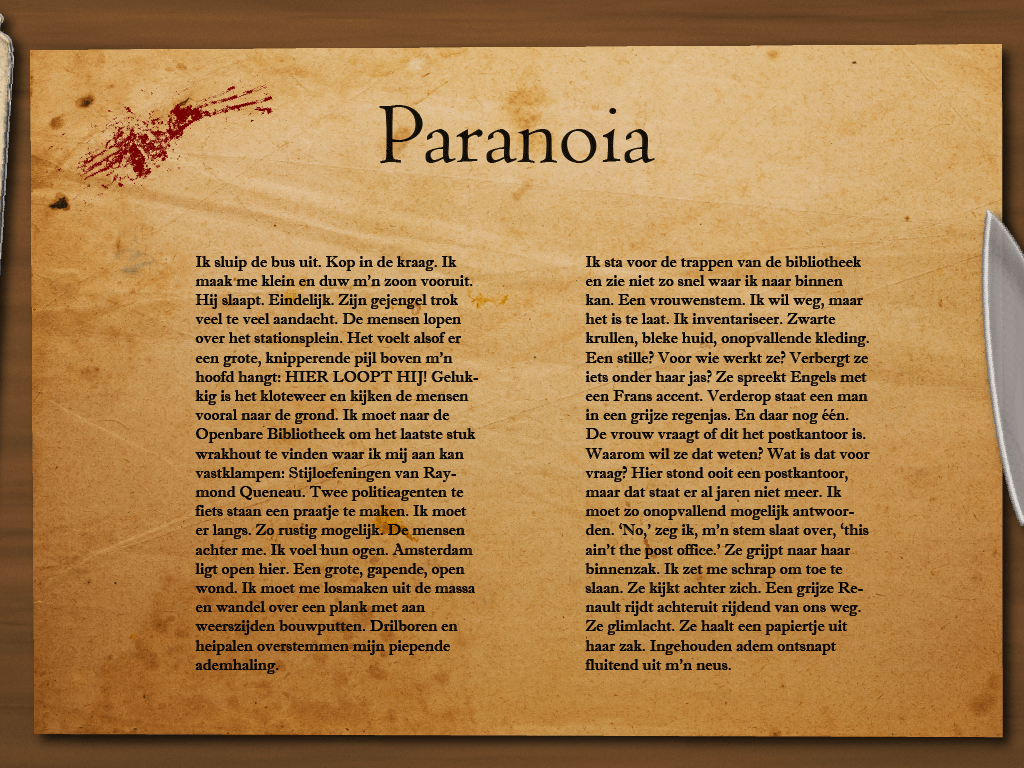 Paranoia
Ik sluip de bus uit. Kop in de kraag. Ik
maak me klein en duw m’n zoon vooruit.
Hij slaapt. Eindelijk. Zijn gejengel trok
veel te veel aandacht. De mensen lopen
over het stationsplein. Het voelt alsof er
een grote, knipperende pijl boven m’n
hoofd hangt: HIER LOOPT HIJ! Geluk-
kig is het kloteweer en kijken de mensen
vooral naar de grond. Ik moet naar de
Openbare Bibliotheek om het laatste stuk
wrakhout te vinden waar ik mij aan kan
vastklampen: Stijloefeningen van Ray-
mond Queneau. Twee politieagenten te
fiets staan een praatje te maken. Ik moet
er langs. Zo rustig mogelijk. De mensen
achter me. Ik voel hun ogen. Amsterdam
ligt open hier. Een grote, gapende, open
wond. Ik moet me losmaken uit de massa
en wandel over een plank met aan
weerszijden bouwputten. Drilboren en
heipalen overstemmen mijn piepende
ademhaling.
Ik sta voor de trappen van de bibliotheek
en zie niet zo snel waar ik naar binnen
kan. Een vrouwenstem. Ik wil weg, maar
het is te laat. Ik inventariseer. Zwarte
krullen, bleke huid, onopvallende kleding.
Een stille? Voor wie werkt ze? Verbergt ze
iets onder haar jas? Ze spreekt Engels met
een Frans accent. Verderop staat een man
in een grijze regenjas. En daar nog één.
De vrouw vraagt of dit het postkantoor is.
Waarom wil ze dat weten? Wat is dat voor
vraag? Hier stond ooit een postkantoor,
maar dat staat er al jaren niet meer. Ik
moet zo onopvallend mogelijk antwoor-
den. ‘No,’ zeg ik, m’n stem slaat over, ‘this
ain’t the post office.’ Ze grijpt naar haar
binnenzak. Ik zet me schrap om toe te
slaan. Ze kijkt achter zich. Een grijze Re-
nault rijdt achteruit rijdend van ons weg.
Ze glimlacht. Ze haalt een papiertje uit
haar zak. Ingehouden adem ontsnapt
fluitend uit m’n neus.